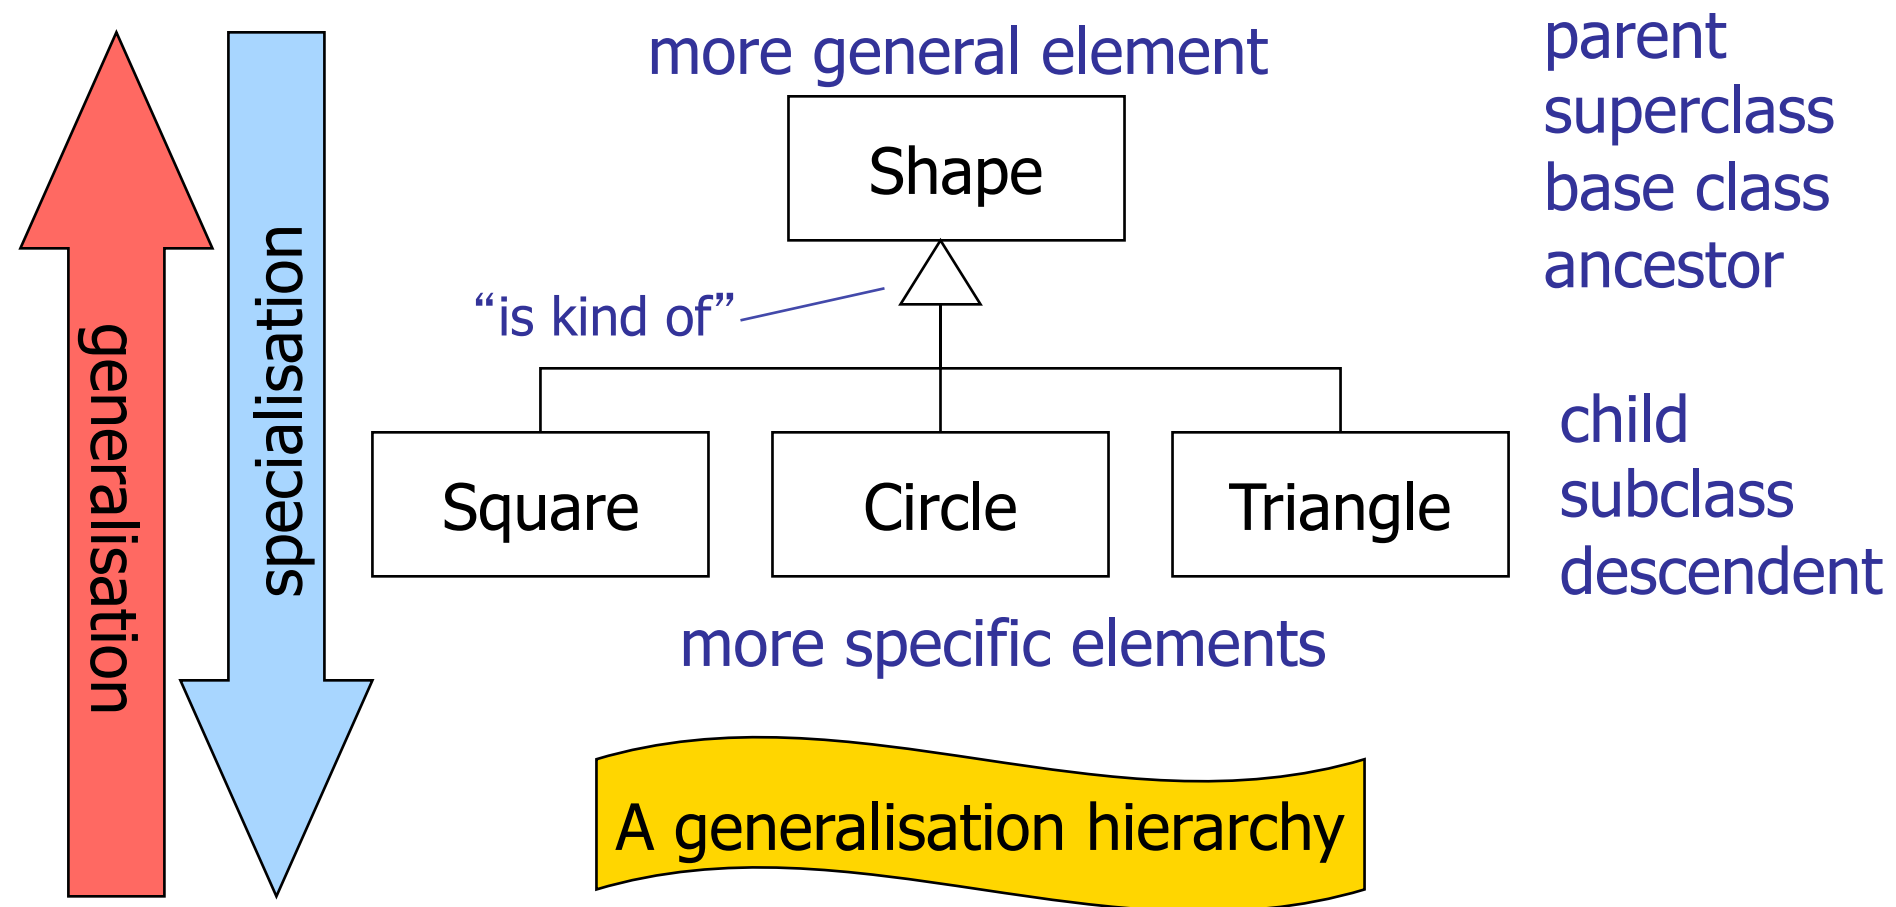 generalisation
specialisation
more general element
Shape
“is kind of”
Square
Circle
Triangle
more specific elements
parent
superclass
base class
ancestor
child
subclass
descendent
A generalisation hierarchy